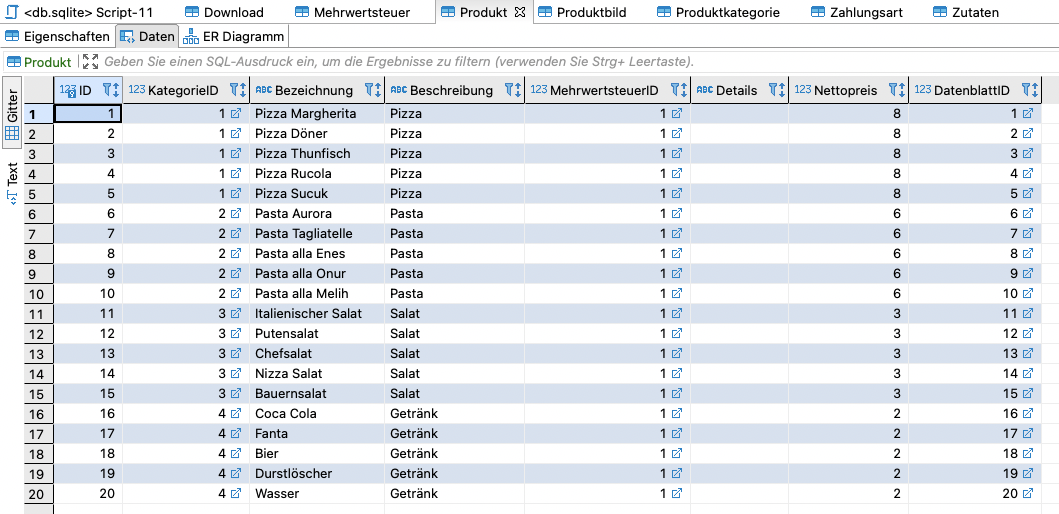 <db.sqlite> Script-11 Download Mehrwertsteuer Produkt Produktbild Produktkategorie Zahlungsart Zutaten
Eigenschaften Daten ER Diagramm
Produkt Geben Sie einen SQL-Ausdruck ein, um die Ergebnisse zu filtern (verwenden Sie Strg+ Leertaste).
Gitter
Text
123 ID 123 KategorieID ABC Bezeichnung ABC Beschreibung 123 MehrwertsteuerID ABC Details 123 Nettopreis 123 DatenblattID
1 1 1 Pizza Margherita Pizza 1 8 1
2 2 1 Pizza Döner Pizza 1 8 2
3 3 1 Pizza Thunfisch Pizza 1 8 3
4 4 1 Pizza Rucola Pizza 1 8 4
5 5 1 Pizza Sucuk Pizza 1 8 5
6 6 2 Pasta Aurora Pasta 1 6 6
7 7 2 Pasta Tagliatelle Pasta 1 6 7
8 8 2 Pasta alla Enes Pasta 1 6 8
9 9 2 Pasta alla Onur Pasta 1 6 9
10 10 2 Pasta alla Melih Pasta 1 6 10
11 11 3 Italienischer Salat Salat 1 3 11
12 12 3 Putensalat Salat 1 3 12
13 13 3 Chefsalat Salat 1 3 13
14 14 3 Nizza Salat Salat 1 3 14
15 15 3 Bauernsalat Salat 1 3 15
16 16 4 Coca Cola Getränk 1 2 16
17 17 4 Fanta Getränk 1 2 17
18 18 4 Bier Getränk 1 2 18
19 19 4 Durstlöscher Getränk 1 2 19
20 20 4 Wasser Getränk 1 2 20